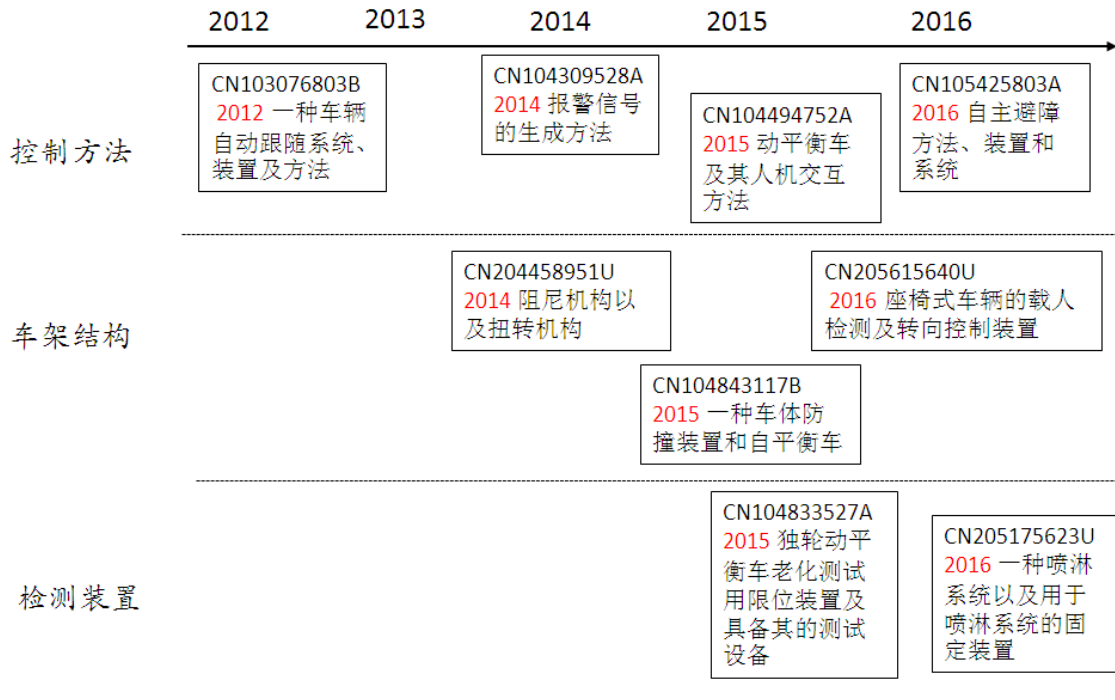 2012 2013 2014 2015 2016
控制方法
CN103076803B
2012 一种车辆
自动跟随系统、
装置及方法
CN104309528A
2014 报警信号
的生成方法
CN104494752A
2015 动平衡车
及其人机交互
方法
CN105425803A
2016 自主避障
方法、装置和
系统
车架结构
CN204458951U
2014 阻尼机构以
及扭转机构
CN104843117B
2015 一种车体防
撞装置和自平衡车
CN205615640U
2016 座椅式车辆的载人
检测及转向控制装置
检测装置
CN104833527A
2015 独轮动平
衡车老化测试
用限位装置及
具备其的测试
设备
CN205175623U
2016 一种喷淋
系统以及用于
喷淋系统的固
定装置